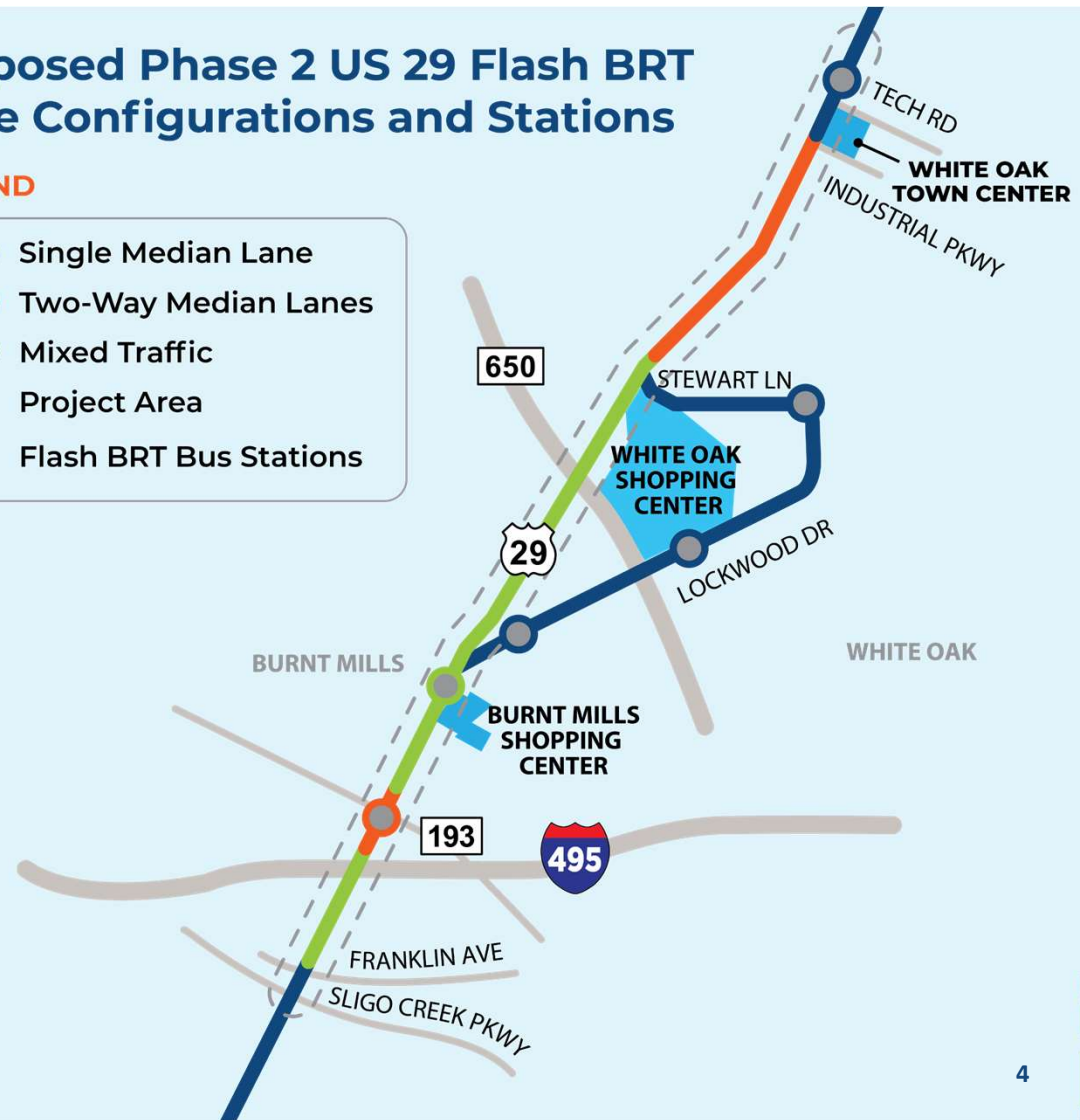 posed Phase 2 US 29 Flash BRT
e Configurations and Stations
ND
Single Median Lane
Two-Way Median Lanes
Mixed Traffic
Project Area
Flash BRT Bus Stations
TECH RD
WHITE OAK
TOWN CENTER
INDUSTRIAL PKWY
650
STEWART LN
WHITE OAK
SHOPPING
CENTER
29
LOCKWOOD DR
BURNT MILLS
WHITE OAK
BURNT MILLS
SHOPPING
CENTER
193
495
FRANKLIN AVE
SLIGO CREEK PKWY
4